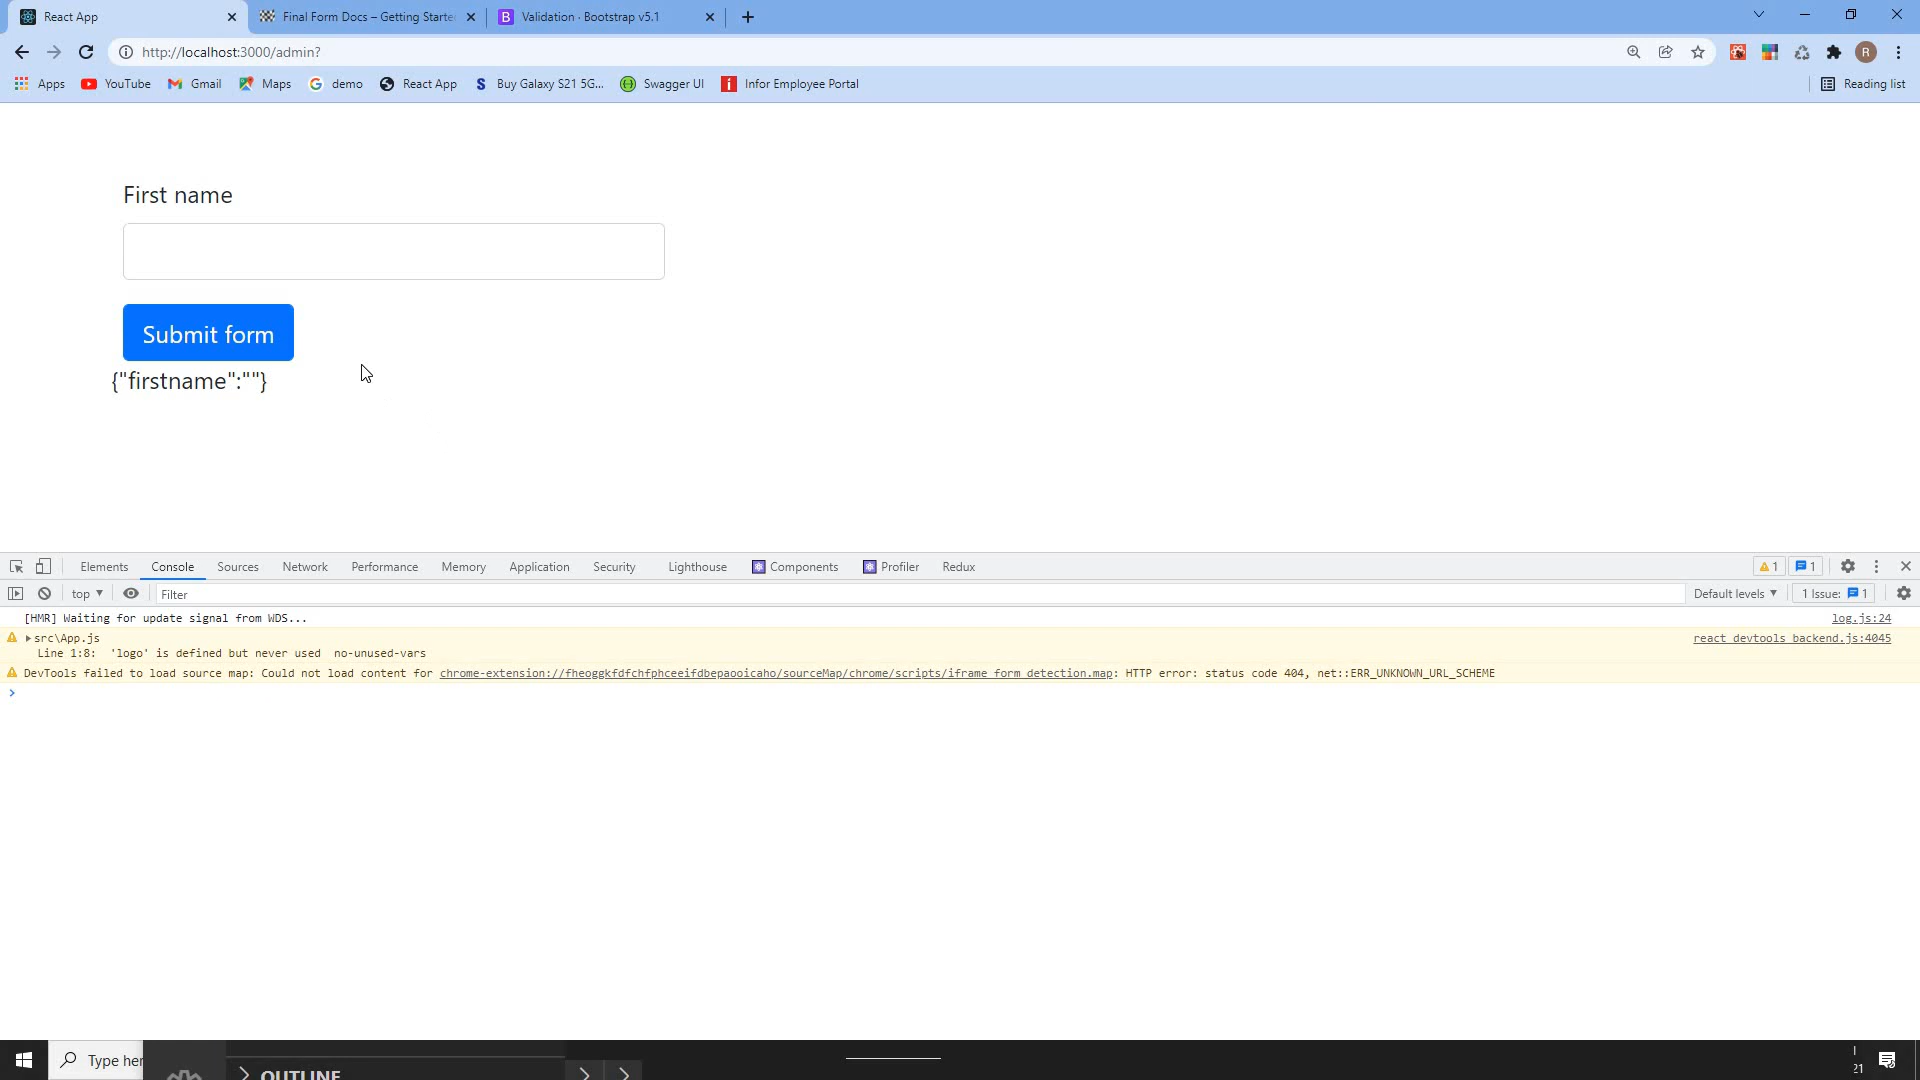 React App
Final Form Docs – Getting Starte
B Validation · Bootstrap v5.1
http://localhost:3000/admin?
R
Apps YouTube Gmail Maps demo React App S Buy Galaxy S21 5G... Swagger UI i Infor Employee Portal Reading list
First name
Submit form
{"firstname":""}
Elements Console Sources Network Performance Memory Application Security Lighthouse Components Profiler Redux 1 1
top Filter Default levels 1 Issue: 1
[HMR] Waiting for update signal from WDS... log.js:24
src\App.js react_devtools_backend.js:4045
Line 1:8: 'logo' is defined but never used no-unused-vars
DevTools failed to load source map: Could not load content for chrome-extension://fheoggkfdfchfphceeifdbepaooicaho/sourceMap/chrome/scripts/iframe_form_detection.map: HTTP error: status code 404, net::ERR_UNKNOWN_URL_SCHEME
Type her
OUTLINE
21